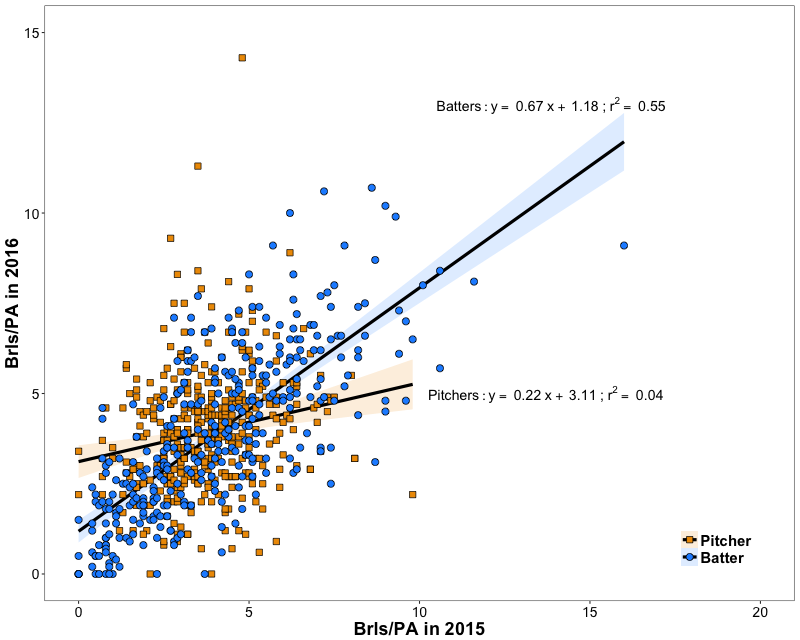 15
Batters : y = 0.67 x + 1.18 ; r² = 0.55
10
Brls/PA in 2016
5
Pitchers : y = 0.22 x + 3.11 ; r² = 0.04
Pitcher
Batter
0
0 5 10 15 20
Brls/PA in 2015